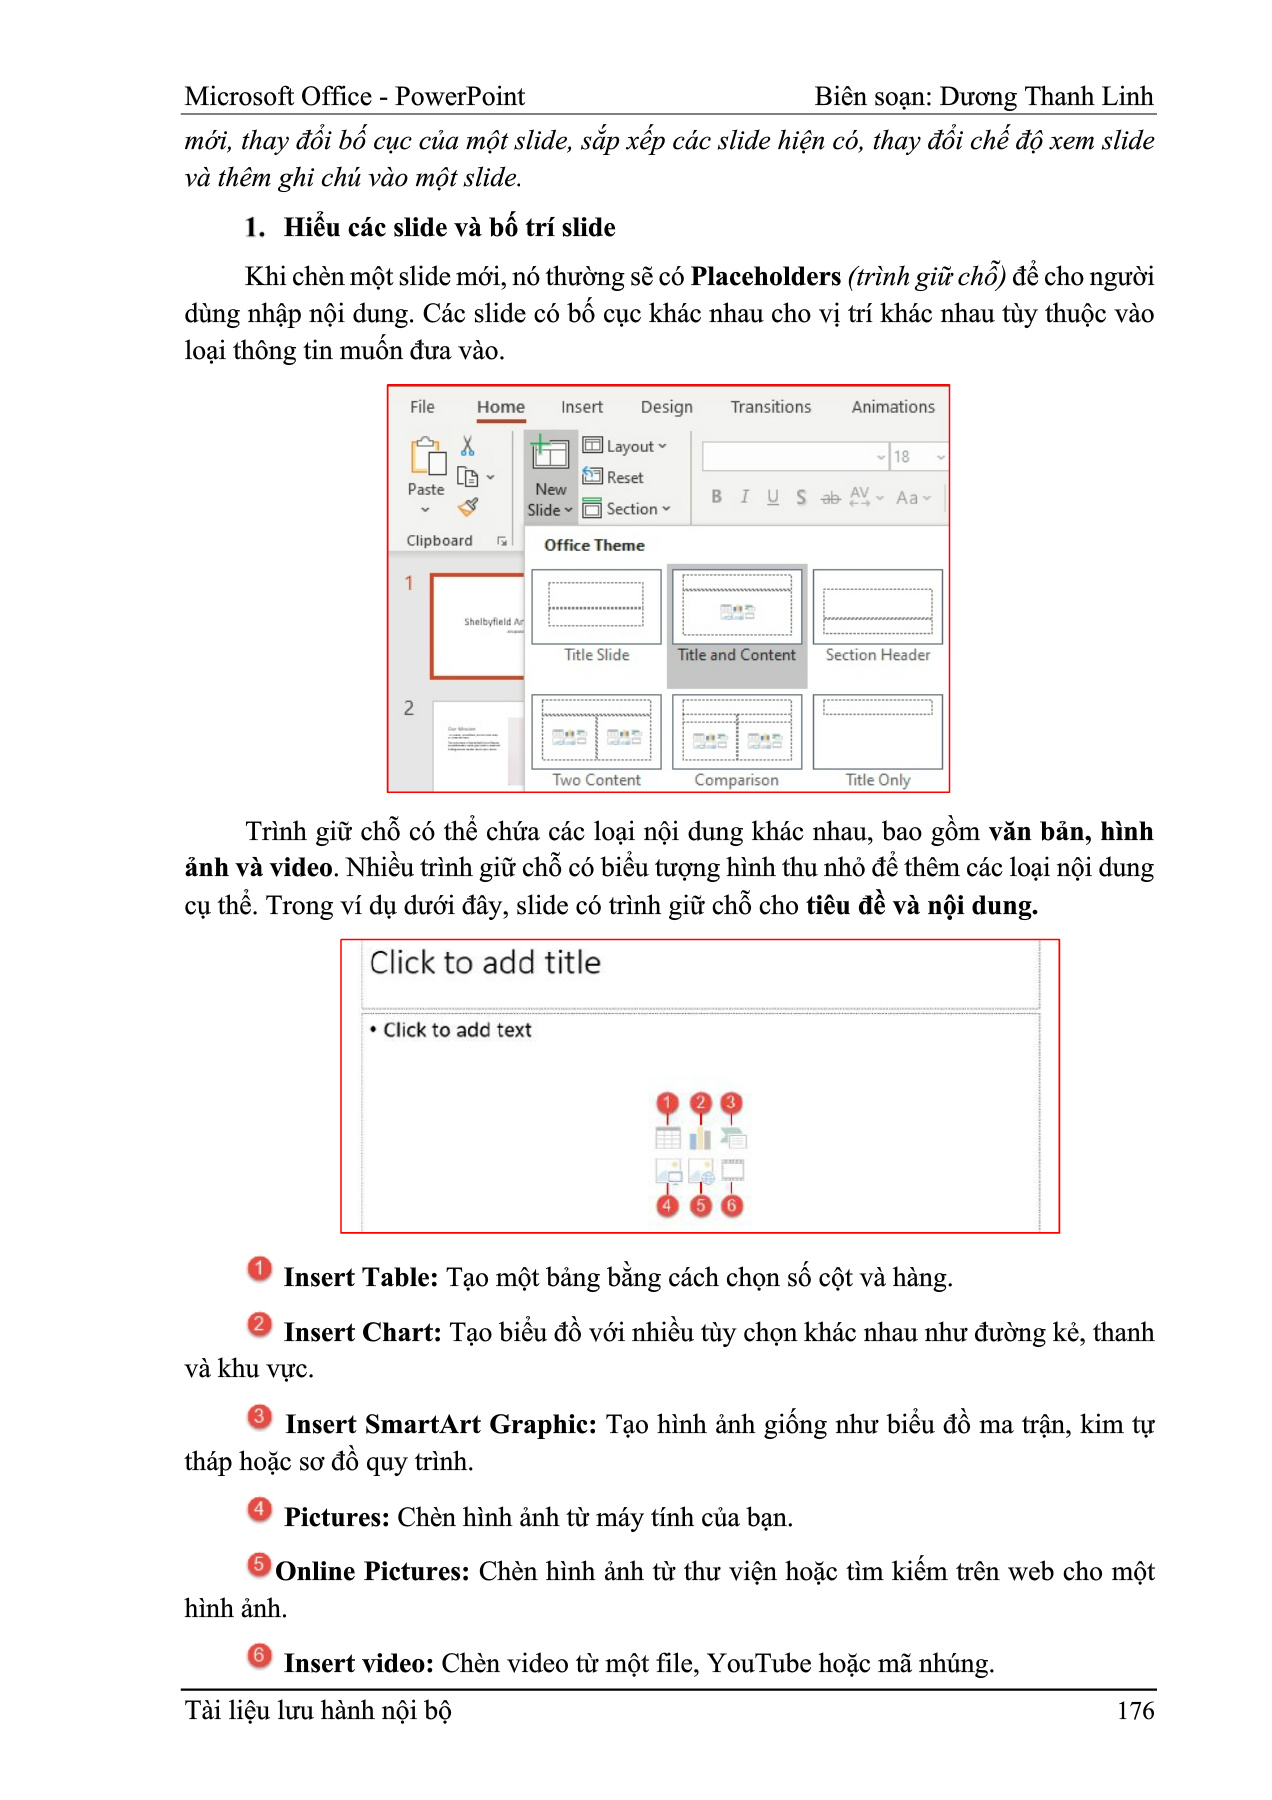 Microsoft Office - PowerPoint Biên soạn: Dương Thanh Linh
mới, thay đổi bố cục của một slide, sắp xếp các slide hiện có, thay đổi chế độ xem slide
và thêm ghi chú vào một slide.
1. Hiểu các slide và bố trí slide
Khi chèn một slide mới, nó thường sẽ có Placeholders (trình giữ chỗ) để cho người
dùng nhập nội dung. Các slide có bố cục khác nhau cho vị trí khác nhau tùy thuộc vào
loại thông tin muốn đưa vào.
File Home Insert Design Transitions Animations
Layout
18
Paste New Reset
Slide Section
B I U S ab AV Aa
Clipboard
Office Theme
1
Shelbyfield
Title Slide Title and Content Section Header
2
Our Mission
Two Content Comparison Title Only
Trình giữ chỗ có thể chứa các loại nội dung khác nhau, bao gồm văn bản, hình
ảnh và video. Nhiều trình giữ chỗ có biểu tượng hình thu nhỏ để thêm các loại nội dung
cụ thể. Trong ví dụ dưới đây, slide có trình giữ chỗ cho tiêu đề và nội dung.
Click to add title
• Click to add text
1 2 3
4 5 6
1 Insert Table: Tạo một bảng bằng cách chọn số cột và hàng.
2 Insert Chart: Tạo biểu đồ với nhiều tùy chọn khác nhau như đường kẻ, thanh
và khu vực.
3 Insert SmartArt Graphic: Tạo hình ảnh giống như biểu đồ ma trận, kim tự
tháp hoặc sơ đồ quy trình.
4 Pictures: Chèn hình ảnh từ máy tính của bạn.
5 Online Pictures: Chèn hình ảnh từ thư viện hoặc tìm kiếm trên web cho một
hình ảnh.
6 Insert video: Chèn video từ một file, YouTube hoặc mã nhúng.
Tài liệu lưu hành nội bộ 176